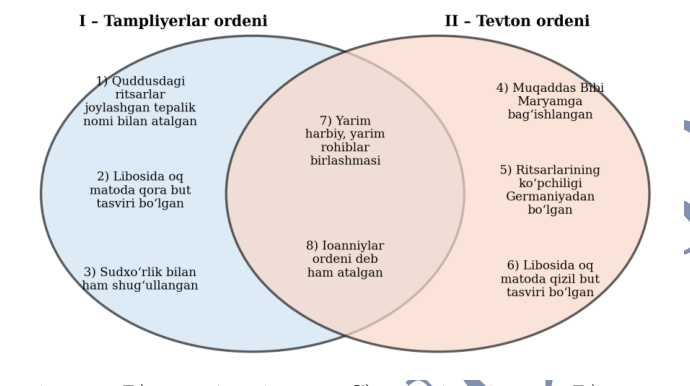 I – Tampliyerlar ordeni
II – Tevton ordeni
1) Quddusdagi
ritsarlar
joylashgan tepalik
nomi bilan atalgan
2) Libosida oq
matoda qora but
tasviri bo‘lgan
3) Sudxo‘rlik bilan
ham shug‘ullangan
7) Yarim
harbiy, yarim
rohiblar
birlashmasi
8) Ioanniylar
ordeni deb
ham atalgan
4) Muqaddas Bibi
Maryamga
bag‘ishlangan
5) Ritsarlarining
ko‘pchiligi
Germaniyadan
bo‘lgan
6) Libosida oq
matoda qizil but
tasviri bo‘lgan